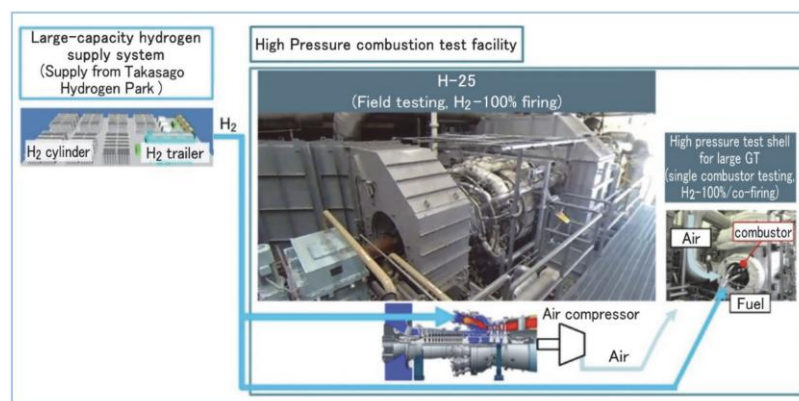 Large-capacity hydrogen
supply system
(Supply from Takasago
Hydrogen Park)
H2
H2 cylinder
H2 trailer
High Pressure combustion test facility
H-25
(Field testing, H2-100% firing)
High pressure test shell
for large GT
(single combustor testing,
H2-100%/co-firing)
Air
combustor
Fuel
Air compressor
Air